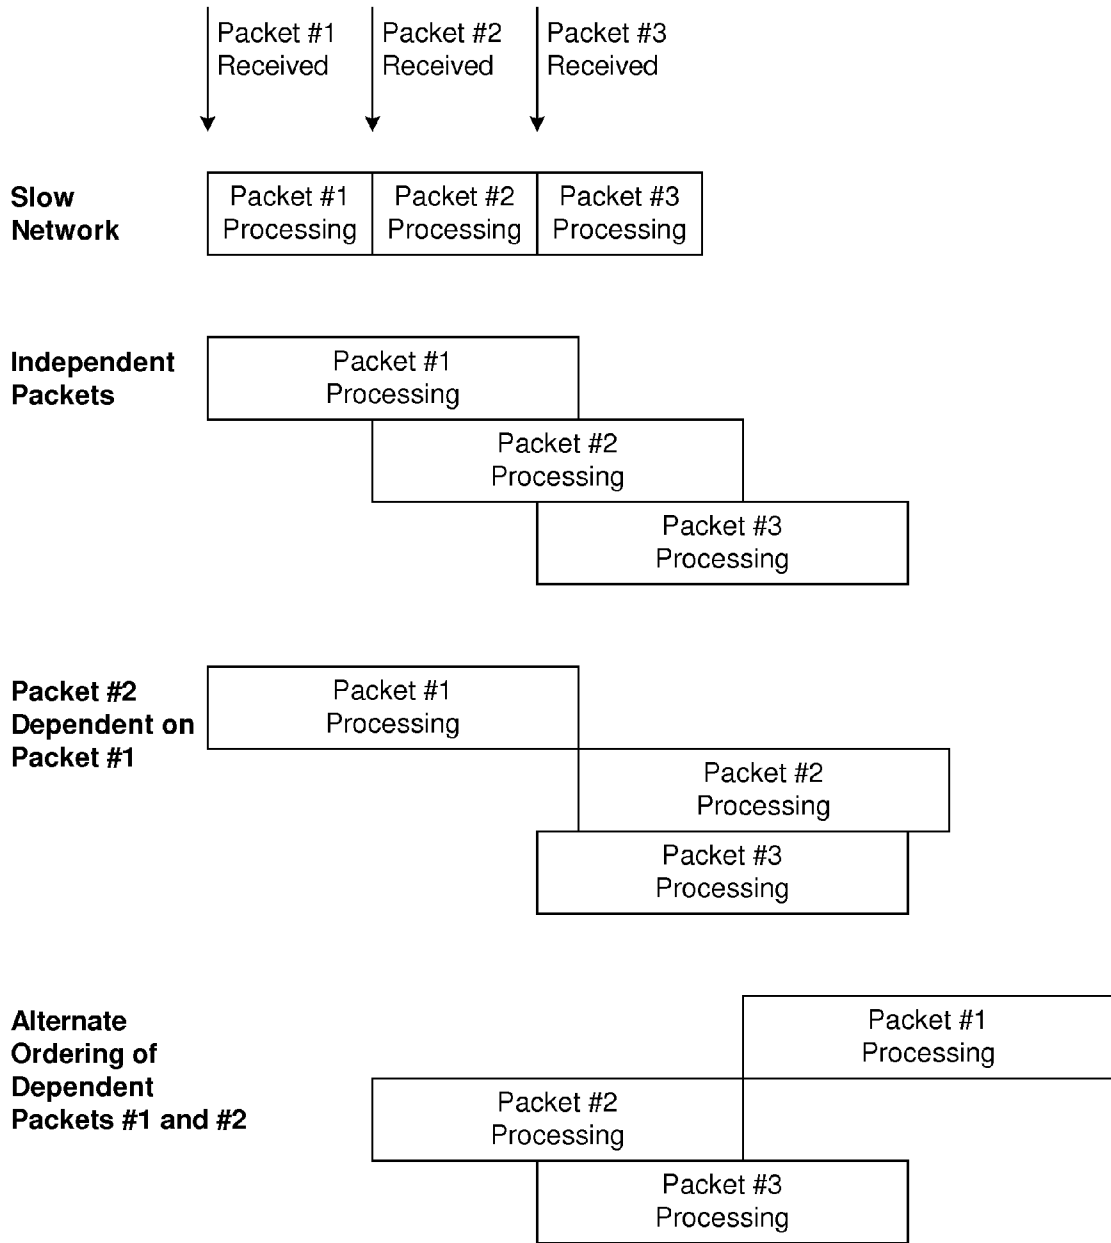 Packet #1
Received
Packet #2
Received
Packet #3
Received
Slow
Network
Packet #1
Processing
Packet #2
Processing
Packet #3
Processing
Independent
Packets
Packet #1
Processing
Packet #2
Processing
Packet #3
Processing
Packet #2
Dependent on
Packet #1
Packet #1
Processing
Packet #2
Processing
Packet #3
Processing
Alternate
Ordering of
Dependent
Packets #1 and #2
Packet #1
Processing
Packet #2
Processing
Packet #3
Processing